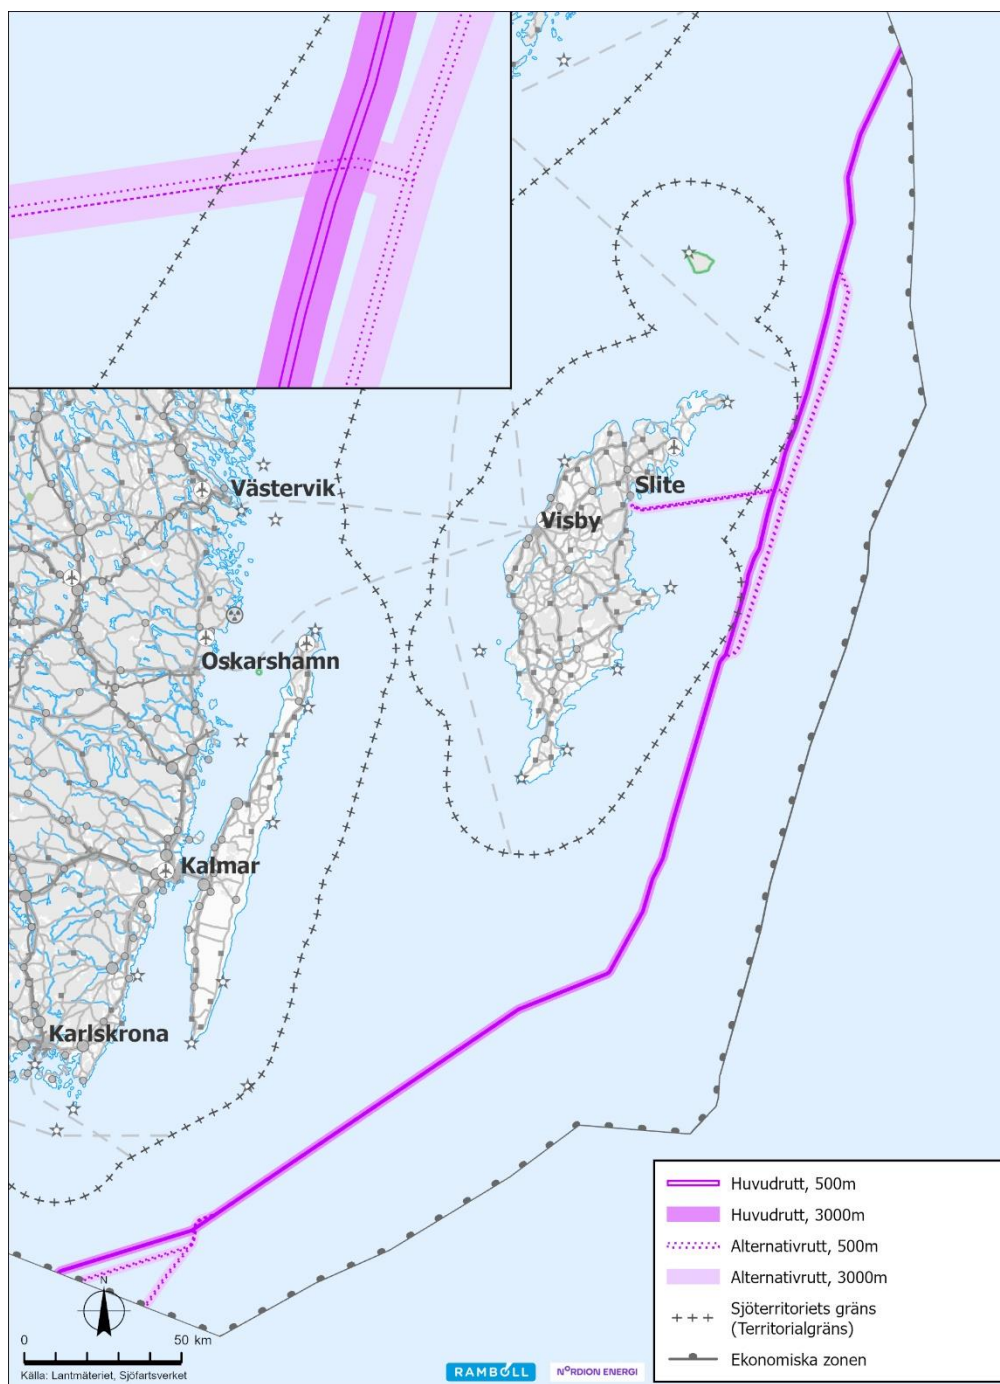 Västervik
Slite
Visby
Oskarshamn
Kalmar
Karlskrona
N
0 50 km
Källa: Lantmäteriet, Sjöfartsverket
RAMBOLL
NORDION ENERGI
Huvudrutt, 500m
Huvudrutt, 3000m
Alternativrutt, 500m
Alternativrutt, 3000m
Sjöterritoriets gräns
(Territorialgräns)
Ekonomiska zonen